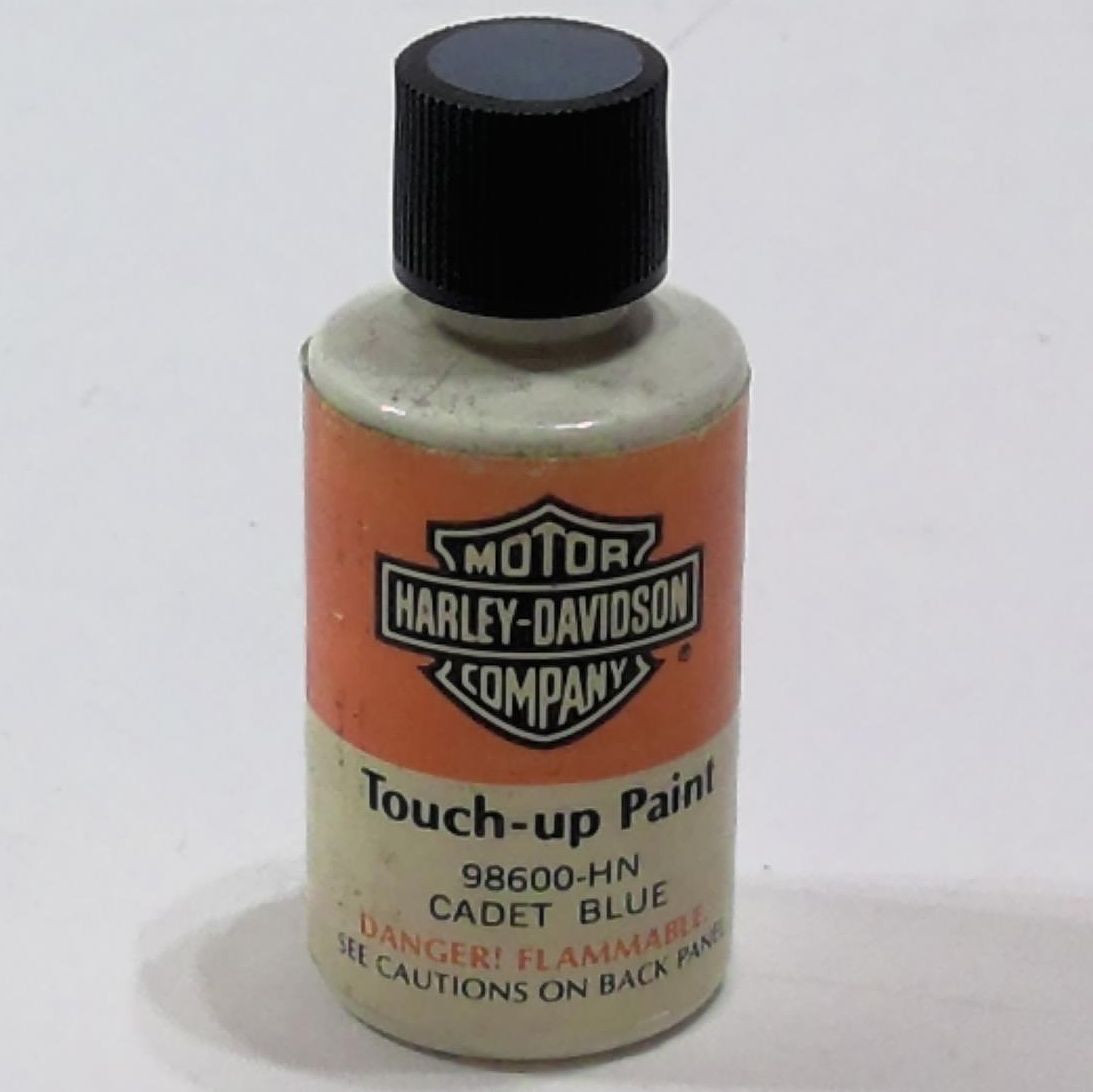 MOTOR
HARLEY-DAVIDSON
COMPANY
®
Touch-up Paint
98600-HN
CADET BLUE
DANGER! FLAMMABLE.
SEE CAUTIONS ON BACK PANEL